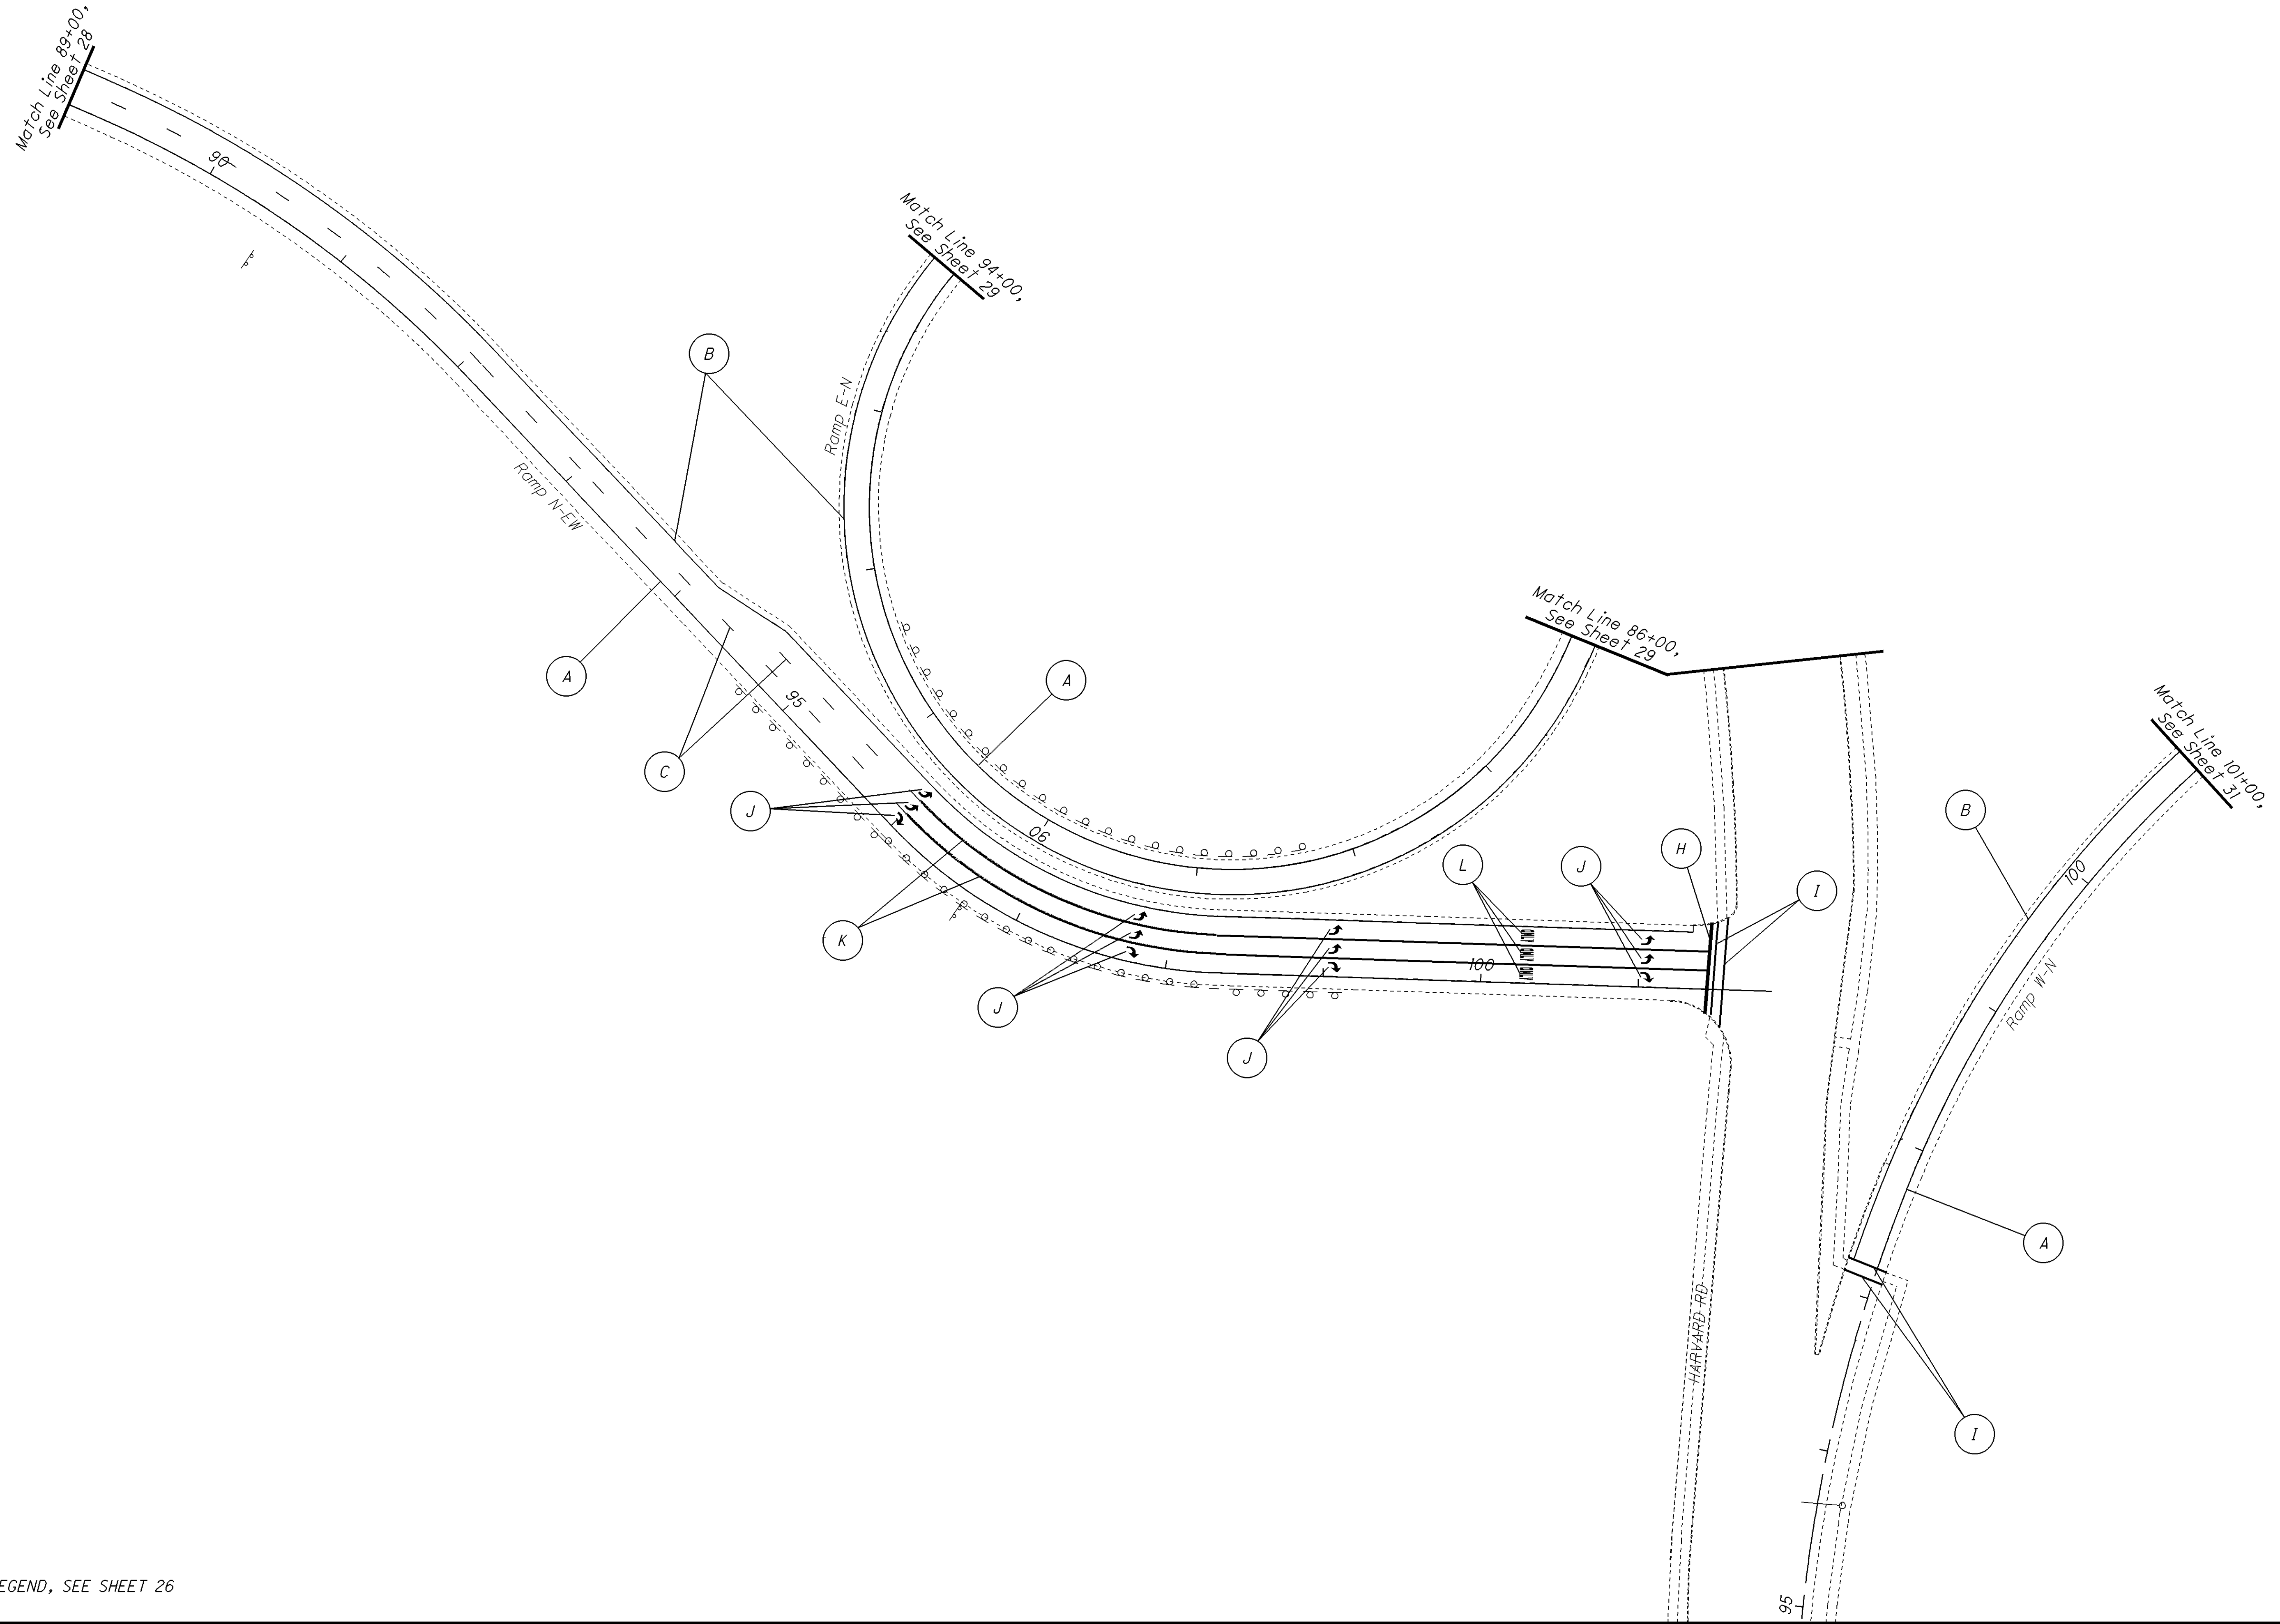 Match Line 89+00,
See Sheet 28
90
Match Line 94+00,
See Sheet 29
B
Ramp E-N
Ramp N-EW
Match Line 86+00,
See Sheet 29
A
A
Match Line 101+00,
See Sheet 31
95
C
J
B
90
H
L
J
I
100
K
100
Ramp W-N
J
J
A
HARVARD RD
I
95
EGEND, SEE SHEET 26